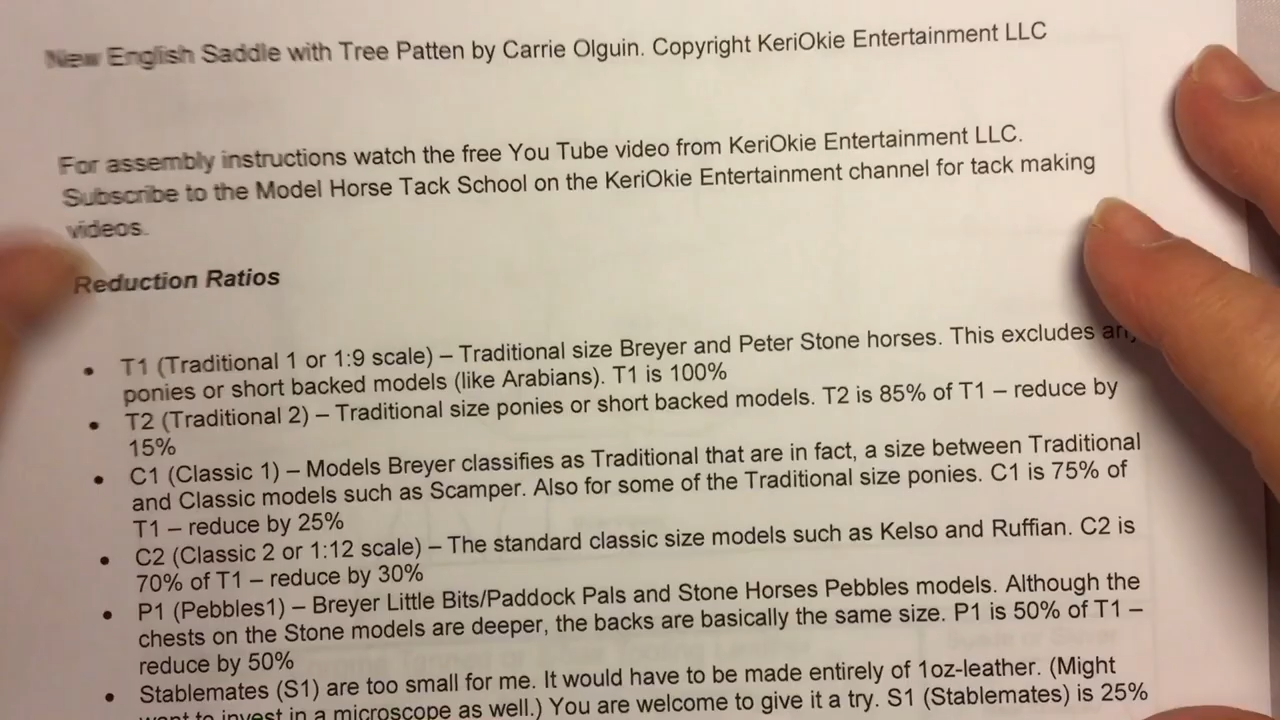 New English Saddle with Tree Patten by Carrie Olguin. Copyright KeriOkie Entertainment LLC
For assembly instructions watch the free You Tube video from KeriOkie Entertainment LLC.
Subscribe to the Model Horse Tack School on the KeriOkie Entertainment channel for tack making
videos.
Reduction Ratios
• T1 (Traditional 1 or 1:9 scale) – Traditional size Breyer and Peter Stone horses. This excludes any
ponies or short backed models (like Arabians). T1 is 100%
• T2 (Traditional 2) – Traditional size ponies or short backed models. T2 is 85% of T1 – reduce by
15%
• C1 (Classic 1) – Models Breyer classifies as Traditional that are in fact, a size between Traditional
and Classic models such as Scamper. Also for some of the Traditional size ponies. C1 is 75% of
T1 – reduce by 25%
• C2 (Classic 2 or 1:12 scale) – The standard classic size models such as Kelso and Ruffian. C2 is
70% of T1 – reduce by 30%
• P1 (Pebbles1) – Breyer Little Bits/Paddock Pals and Stone Horses Pebbles models. Although the
chests on the Stone models are deeper, the backs are basically the same size. P1 is 50% of T1 –
reduce by 50%
• Stablemates (S1) are too small for me. It would have to be made entirely of 1oz-leather. (Might
want to invest in a microscope as well.) You are welcome to give it a try. S1 (Stablemates) is 25%